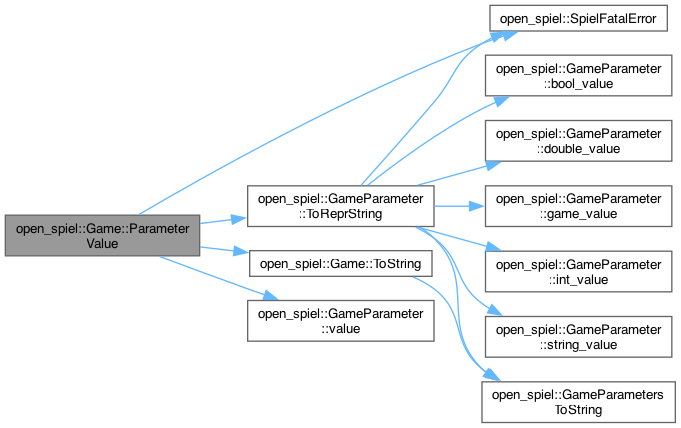 open_spiel::Game::Parameter
Value
open_spiel::GameParameter
::ToReprString
open_spiel::Game::ToString
open_spiel::GameParameter
::value
open_spiel::SpielFatalError
open_spiel::GameParameter
::bool_value
open_spiel::GameParameter
::double_value
open_spiel::GameParameter
::game_value
open_spiel::GameParameter
::int_value
open_spiel::GameParameter
::string_value
open_spiel::GameParameters
ToString